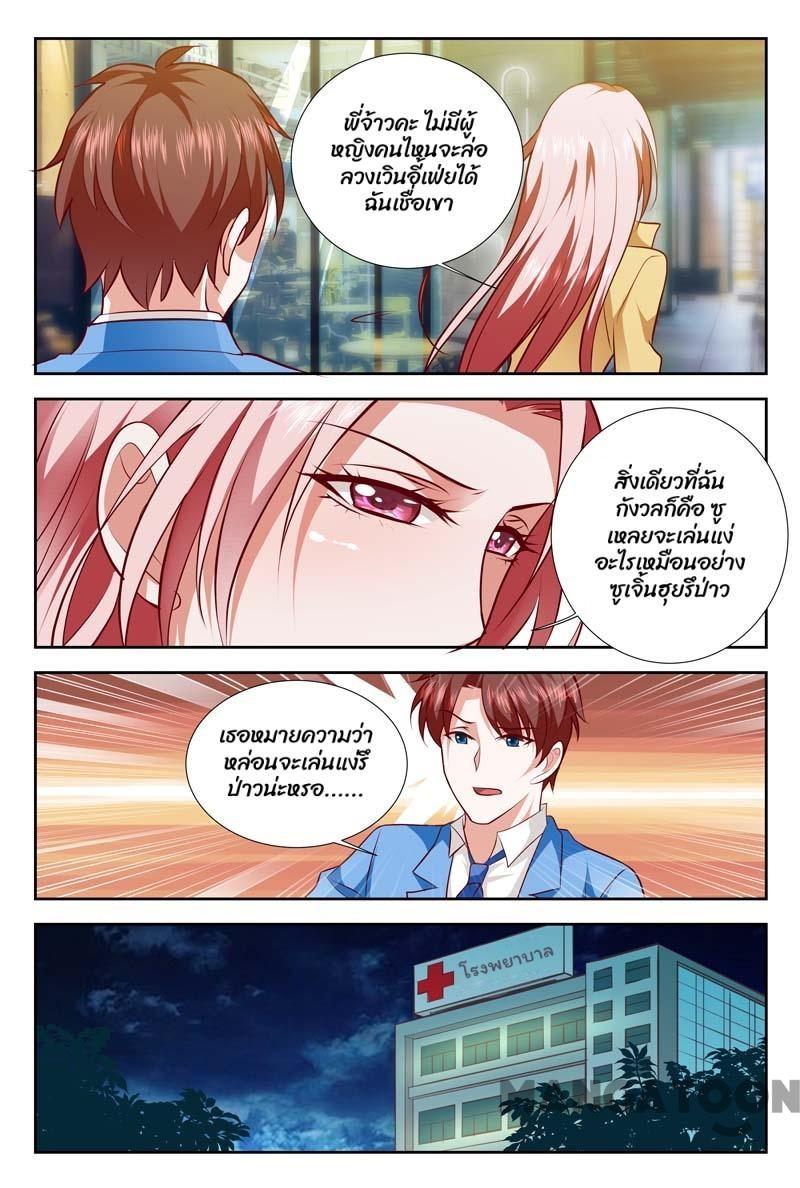 พี่จ้าวคะ ไม่มีผู้
หญิงคนไหนจะล่อ
ลวงเวินอี้เฟ่ยได้
ฉันเชื่อเขา
สิ่งเดียวที่ฉัน
กังวลก็คือ ซู
เหลยจะเล่นแง่
อะไรเหมือนอย่าง
ซูเจิ้นฮุยรึป่าว
เธอหมายความว่า
หล่อนจะเล่นแง่รึ
ป่าวน่ะหรอ......
โรงพยาบาล
MANGATOON